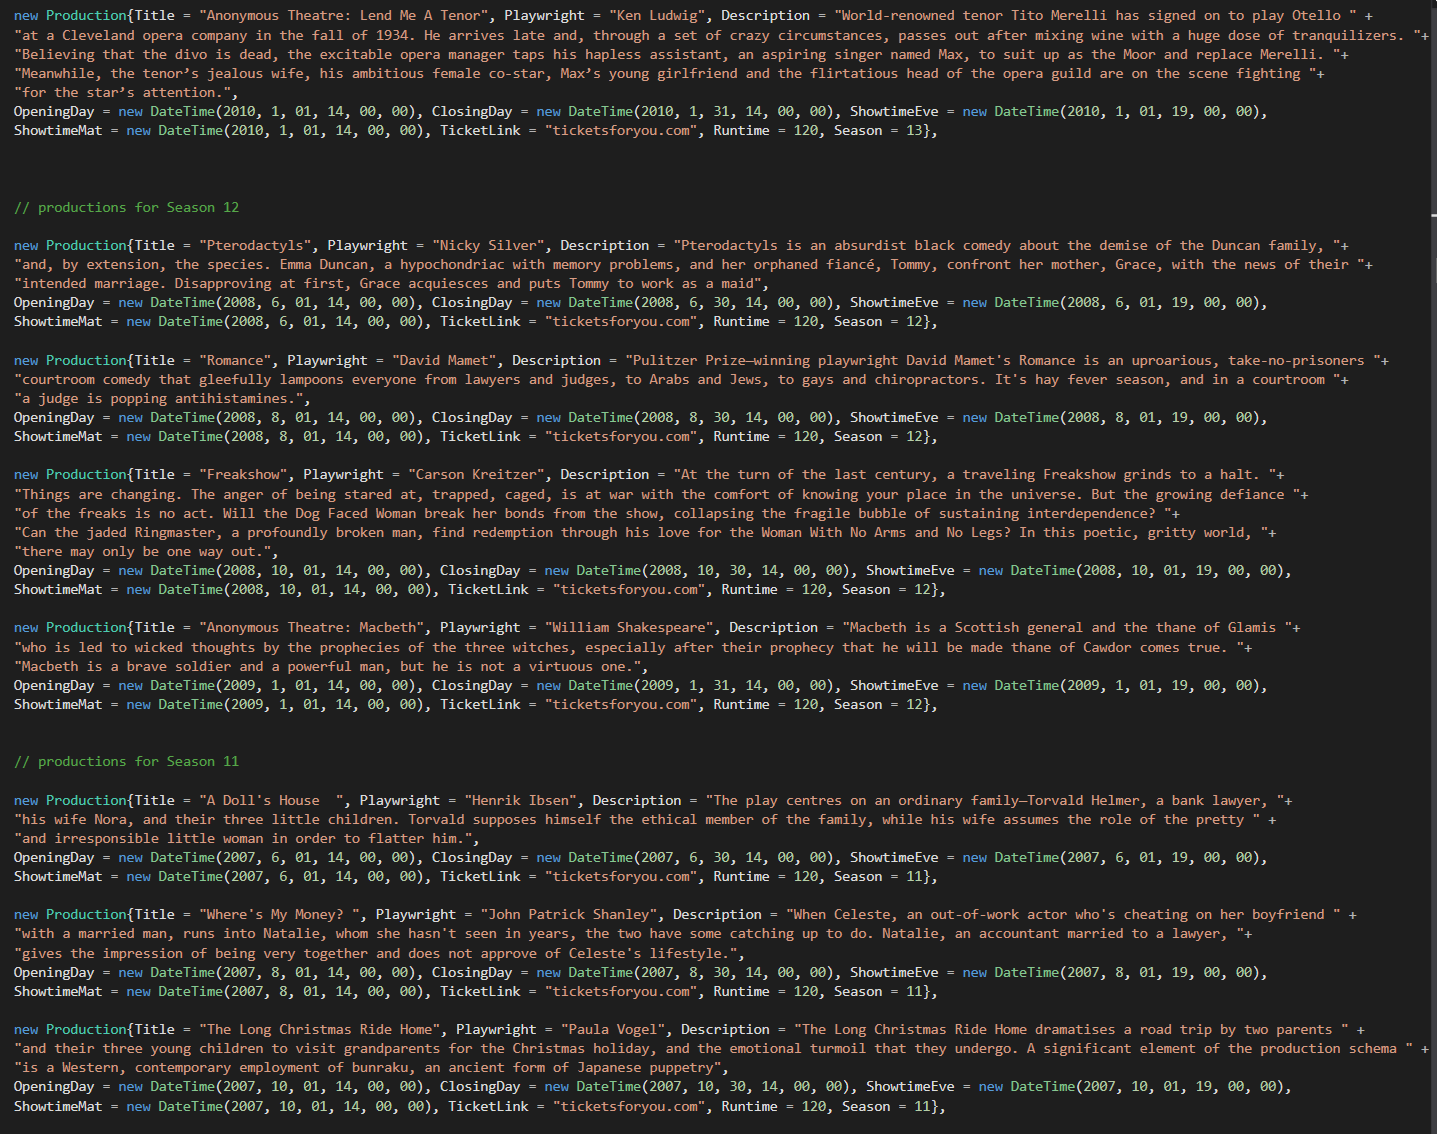 new Production{Title = "Anonymous Theatre: Lend Me A Tenor", Playwright = "Ken Ludwig", Description = "World-renowned tenor Tito Merelli has signed on to play Otello " +
"at a Cleveland opera company in the fall of 1934. He arrives late and, through a set of crazy circumstances, passes out after mixing wine with a huge dose of tranquilizers. "+
"Believing that the divo is dead, the excitable opera manager taps his hapless assistant, an aspiring singer named Max, to suit up as the Moor and replace Merelli. "+
"Meanwhile, the tenor’s jealous wife, his ambitious female co-star, Max’s young girlfriend and the flirtatious head of the opera guild are on the scene fighting "+
"for the star’s attention.",
OpeningDay = new DateTime(2010, 1, 01, 14, 00, 00), ClosingDay = new DateTime(2010, 1, 31, 14, 00, 00), ShowtimeEve = new DateTime(2010, 1, 01, 19, 00, 00),
ShowtimeMat = new DateTime(2010, 1, 01, 14, 00, 00), TicketLink = "ticketsforyou.com", Runtime = 120, Season = 13},
// productions for Season 12
new Production{Title = "Pterodactyls", Playwright = "Nicky Silver", Description = "Pterodactyls is an absurdist black comedy about the demise of the Duncan family, "+
"and, by extension, the species. Emma Duncan, a hypochondriac with memory problems, and her orphaned fiancé, Tommy, confront her mother, Grace, with the news of their "+
"intended marriage. Disapproving at first, Grace acquiesces and puts Tommy to work as a maid",
OpeningDay = new DateTime(2008, 6, 01, 14, 00, 00), ClosingDay = new DateTime(2008, 6, 30, 14, 00, 00), ShowtimeEve = new DateTime(2008, 6, 01, 19, 00, 00),
ShowtimeMat = new DateTime(2008, 6, 01, 14, 00, 00), TicketLink = "ticketsforyou.com", Runtime = 120, Season = 12},
new Production{Title = "Romance", Playwright = "David Mamet", Description = "Pulitzer Prize–winning playwright David Mamet's Romance is an uproarious, take-no-prisoners "+
"courtroom comedy that gleefully lampoons everyone from lawyers and judges, to Arabs and Jews, to gays and chiropractors. It's hay fever season, and in a courtroom "+
"a judge is popping antihistamines.",
OpeningDay = new DateTime(2008, 8, 01, 14, 00, 00), ClosingDay = new DateTime(2008, 8, 30, 14, 00, 00), ShowtimeEve = new DateTime(2008, 8, 01, 19, 00, 00),
ShowtimeMat = new DateTime(2008, 8, 01, 14, 00, 00), TicketLink = "ticketsforyou.com", Runtime = 120, Season = 12},
new Production{Title = "Freakshow", Playwright = "Carson Kreitzer", Description = "At the turn of the last century, a traveling Freakshow grinds to a halt. "+
"Things are changing. The anger of being stared at, trapped, caged, is at war with the comfort of knowing your place in the universe. But the growing defiance "+
"of the freaks is no act. Will the Dog Faced Woman break her bonds from the show, collapsing the fragile bubble of sustaining interdependence? "+
"Can the jaded Ringmaster, a profoundly broken man, find redemption through his love for the Woman With No Arms and No Legs? In this poetic, gritty world, "+
"there may only be one way out.",
OpeningDay = new DateTime(2008, 10, 01, 14, 00, 00), ClosingDay = new DateTime(2008, 10, 30, 14, 00, 00), ShowtimeEve = new DateTime(2008, 10, 01, 19, 00, 00),
ShowtimeMat = new DateTime(2008, 10, 01, 14, 00, 00), TicketLink = "ticketsforyou.com", Runtime = 120, Season = 12},
new Production{Title = "Anonymous Theatre: Macbeth", Playwright = "William Shakespeare", Description = "Macbeth is a Scottish general and the thane of Glamis "+
"who is led to wicked thoughts by the prophecies of the three witches, especially after their prophecy that he will be made thane of Cawdor comes true. "+
"Macbeth is a brave soldier and a powerful man, but he is not a virtuous one.",
OpeningDay = new DateTime(2009, 1, 01, 14, 00, 00), ClosingDay = new DateTime(2009, 1, 31, 14, 00, 00), ShowtimeEve = new DateTime(2009, 1, 01, 19, 00, 00),
ShowtimeMat = new DateTime(2009, 1, 01, 14, 00, 00), TicketLink = "ticketsforyou.com", Runtime = 120, Season = 12},
// productions for Season 11
new Production{Title = "A Doll's House  ", Playwright = "Henrik Ibsen", Description = "The play centres on an ordinary family—Torvald Helmer, a bank lawyer, "+
"his wife Nora, and their three little children. Torvald supposes himself the ethical member of the family, while his wife assumes the role of the pretty " +
"and irresponsible little woman in order to flatter him.",
OpeningDay = new DateTime(2007, 6, 01, 14, 00, 00), ClosingDay = new DateTime(2007, 6, 30, 14, 00, 00), ShowtimeEve = new DateTime(2007, 6, 01, 19, 00, 00),
ShowtimeMat = new DateTime(2007, 6, 01, 14, 00, 00), TicketLink = "ticketsforyou.com", Runtime = 120, Season = 11},
new Production{Title = "Where's My Money? ", Playwright = "John Patrick Shanley", Description = "When Celeste, an out-of-work actor who's cheating on her boyfriend " +
"with a married man, runs into Natalie, whom she hasn't seen in years, the two have some catching up to do. Natalie, an accountant married to a lawyer, "+
"gives the impression of being very together and does not approve of Celeste's lifestyle.",
OpeningDay = new DateTime(2007, 8, 01, 14, 00, 00), ClosingDay = new DateTime(2007, 8, 30, 14, 00, 00), ShowtimeEve = new DateTime(2007, 8, 01, 19, 00, 00),
ShowtimeMat = new DateTime(2007, 8, 01, 14, 00, 00), TicketLink = "ticketsforyou.com", Runtime = 120, Season = 11},
new Production{Title = "The Long Christmas Ride Home", Playwright = "Paula Vogel", Description = "The Long Christmas Ride Home dramatises a road trip by two parents " +
"and their three young children to visit grandparents for the Christmas holiday, and the emotional turmoil that they undergo. A significant element of the production schema " +
"is a Western, contemporary employment of bunraku, an ancient form of Japanese puppetry",
OpeningDay = new DateTime(2007, 10, 01, 14, 00, 00), ClosingDay = new DateTime(2007, 10, 30, 14, 00, 00), ShowtimeEve = new DateTime(2007, 10, 01, 19, 00, 00),
ShowtimeMat = new DateTime(2007, 10, 01, 14, 00, 00), TicketLink = "ticketsforyou.com", Runtime = 120, Season = 11},